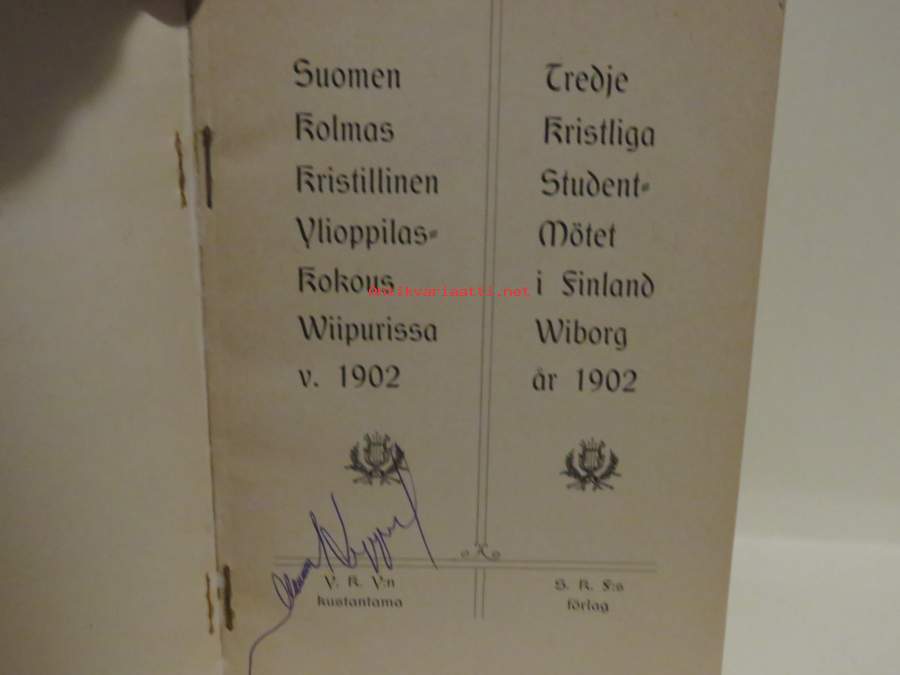 Suomen
Kolmas
Kristillinen
Ylioppilas-
Kokous
Wiipurissa
v. 1902
Tredje
Kristliga
Student-
Mötet
i Finland
Wiborg
år 1902
antikvariaatti.net
Y. K. Y:n
kustantama
S. K. F:s
förlag